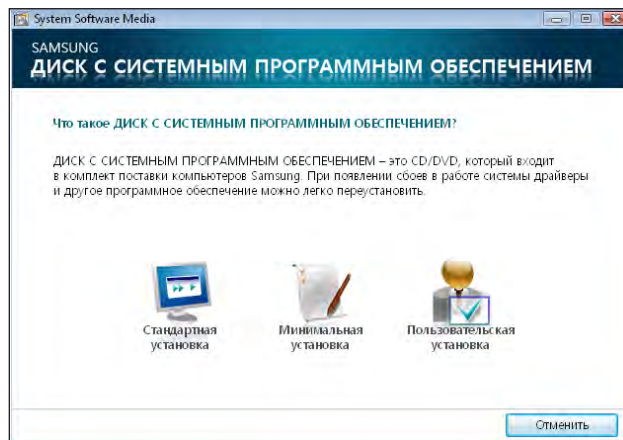 System Software Media
SAMSUNG
ДИСК С СИСТЕМНЫМ ПРОГРАММНЫМ ОБЕСПЕЧЕНИЕМ
Что такое ДИСК С СИСТЕМНЫМ ПРОГРАММНЫМ ОБЕСПЕЧЕНИЕМ?
ДИСК С СИСТЕМНЫМ ПРОГРАММНЫМ ОБЕСПЕЧЕНИЕМ – это CD/DVD, который входит
в комплект поставки компьютеров Samsung. При появлении сбоев в работе системы драйверы
и другое программное обеспечение можно легко переустановить.
Стандартная
установка
Минимальная
установка
Пользовательская
установка
Отменить